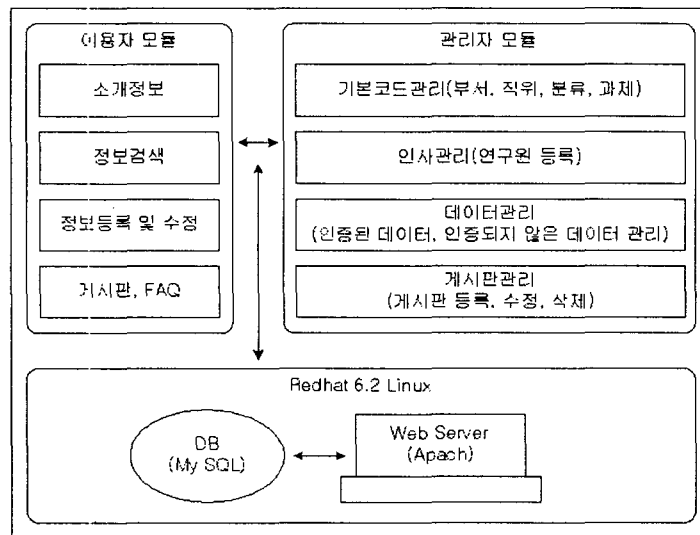 이용자 모듈
소개정보
정보검색
정보등록 및 수정
게시판, FAQ
관리자 모듈
기본코드관리(부서, 직위, 분류, 과제)
인사관리(연구원 등록)
데이터관리
(인증된 데이터, 인증되지 않은 데이터 관리)
게시판관리
(게시판 등록, 수정, 삭제)
Redhat 6.2 Linux
DB
(My SQL)
Web Server
(Apach)